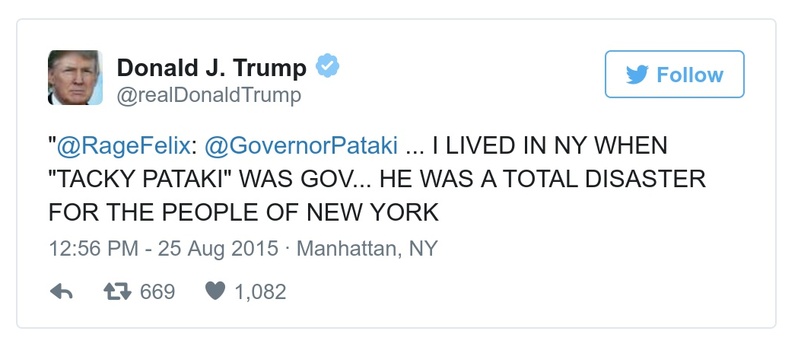 Donald J. Trump
@realDonaldTrump
Follow
"@RageFelix: @GovernorPataki ... I LIVED IN NY WHEN
"TACKY PATAKI" WAS GOV... HE WAS A TOTAL DISASTER
FOR THE PEOPLE OF NEW YORK
12:56 PM - 25 Aug 2015 · Manhattan, NY
669 1,082